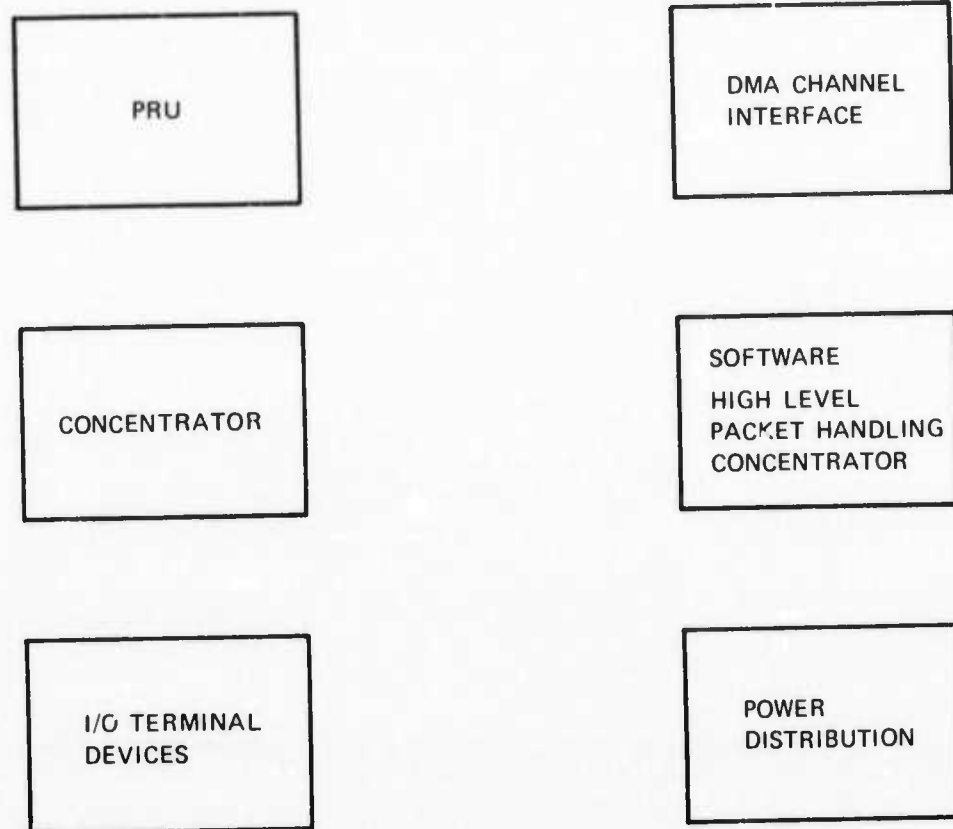 PRU
DMA CHANNEL
INTERFACE
CONCENTRATOR
SOFTWARE
HIGH LEVEL
PACKET HANDLING
CONCENTRATOR
I/O TERMINAL
DEVICES
POWER
DISTRIBUTION